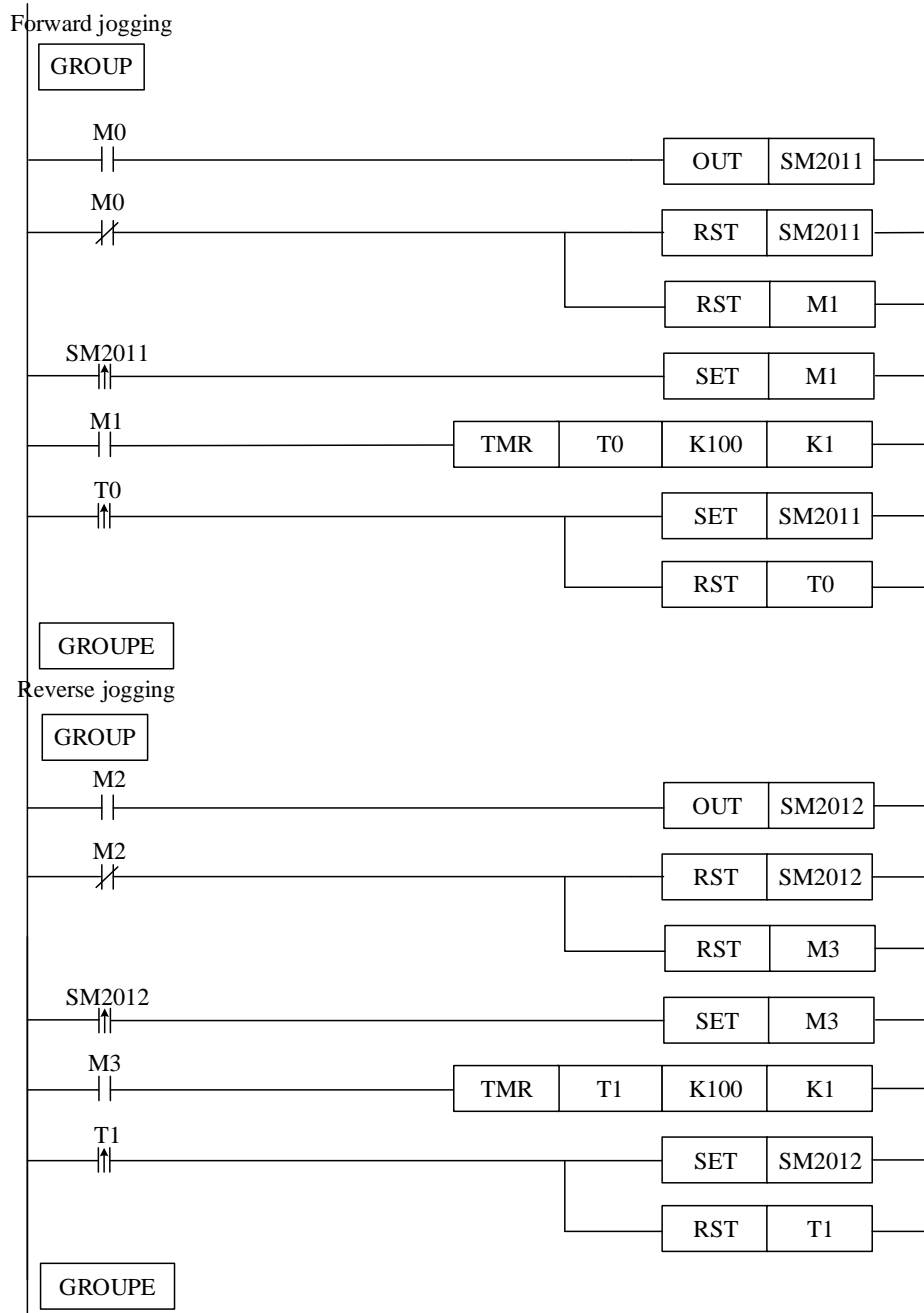 Forward jogging
GROUP
M0
OUT SM2011
M0
RST SM2011
RST M1
SM2011
SET M1
M1
TMR T0 K100 K1
T0
SET SM2011
RST T0
GROUPE
Reverse jogging
GROUP
M2
OUT SM2012
M2
RST SM2012
RST M3
SM2012
SET M3
M3
TMR T1 K100 K1
T1
SET SM2012
RST T1
GROUPE